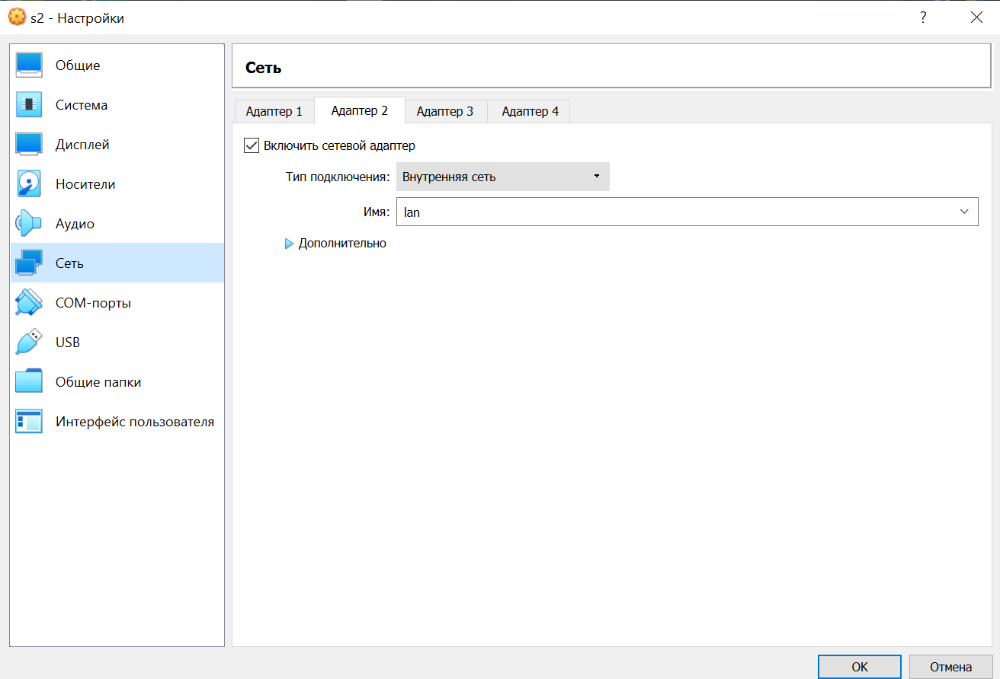 s2 - Настройки
?
Общие
Система
Дисплей
Носители
Аудио
Сеть
COM-порты
USB
Общие папки
Интерфейс пользователя
Сеть
Адаптер 1 Адаптер 2 Адаптер 3 Адаптер 4
Включить сетевой адаптер
Тип подключения: Внутренняя сеть
Имя: lan
Дополнительно
OK Отмена